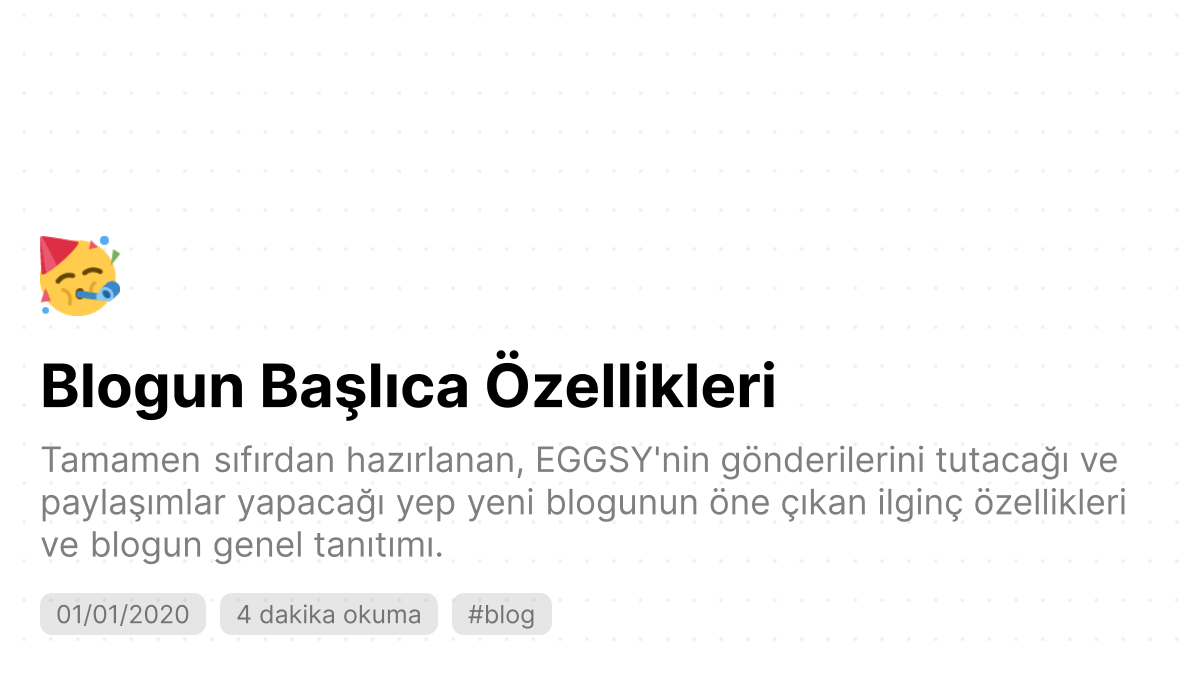 Blogun Başlıca Özellikleri
Tamamen sıfırdan hazırlanan, EGGSY'nin gönderilerini tutacağı ve
paylaşımlar yapacağı yep yeni blogunun öne çıkan ilginç özellikleri
ve blogun genel tanıtımı.
01/01/2020 4 dakika okuma #blog